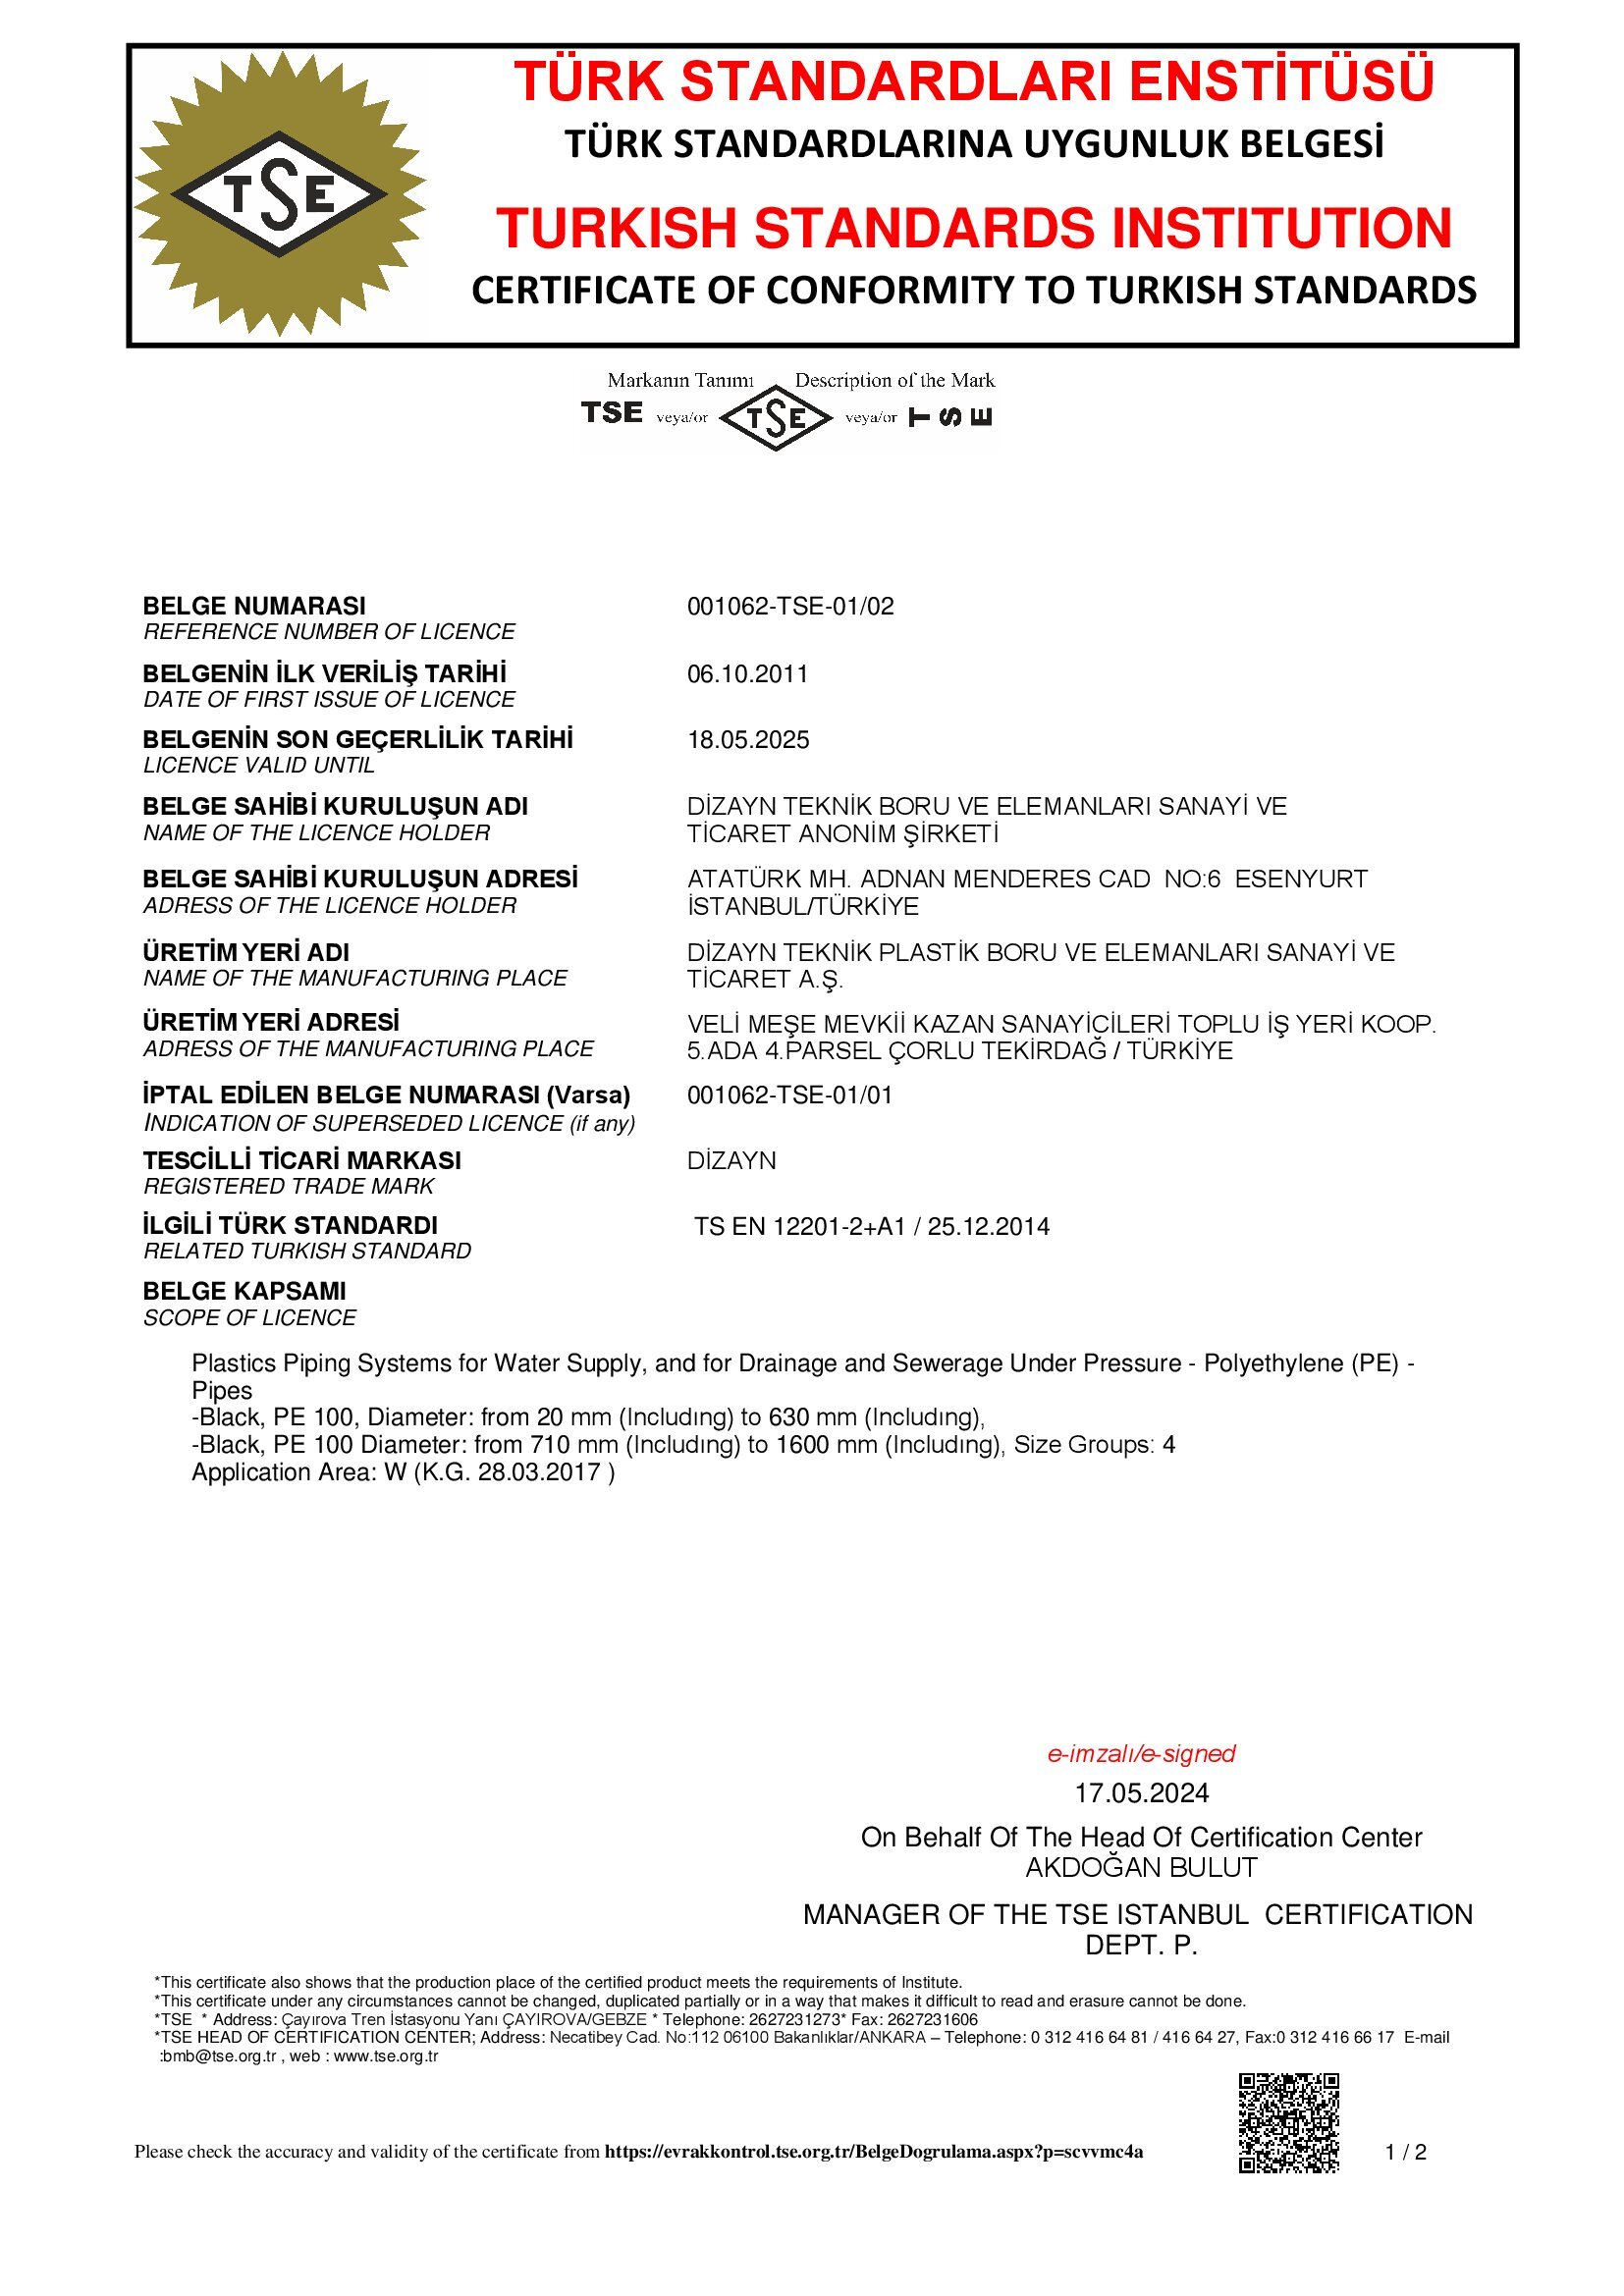 TÜRK STANDARDLARI ENSTİTÜSÜ
TÜRK STANDARDLARINA UYGUNLUK BELGESİ
TURKISH STANDARDS INSTITUTION
CERTIFICATE OF CONFORMITY TO TURKISH STANDARDS
TSE
Markanın Tanımı Description of the Mark
TSE veya/or TSE veya/or TSE
BELGE NUMARASI 001062-TSE-01/02
REFERENCE NUMBER OF LICENCE
BELGENİN İLK VERİLİŞ TARİHİ 06.10.2011
DATE OF FIRST ISSUE OF LICENCE
BELGENİN SON GEÇERLİLİK TARİHİ 18.05.2025
LICENCE VALID UNTIL
BELGE SAHİBİ KURULUŞUN ADI DİZAYN TEKNİK BORU VE ELEMANLARI SANAYİ VE
NAME OF THE LICENCE HOLDER TİCARET ANONİM ŞİRKETİ
BELGE SAHİBİ KURULUŞUN ADRESİ ATATÜRK MH. ADNAN MENDERES CAD NO:6 ESENYURT
ADRESS OF THE LICENCE HOLDER İSTANBUL/TÜRKİYE
ÜRETİM YERİ ADI DİZAYN TEKNİK PLASTİK BORU VE ELEMANLARI SANAYİ VE
NAME OF THE MANUFACTURING PLACE TİCARET A.Ş.
ÜRETİM YERİ ADRESİ VELİ MEŞE MEVKİİ KAZAN SANAYİCİLERİ TOPLU İŞ YERİ KOOP.
ADRESS OF THE MANUFACTURING PLACE 5.ADA 4.PARSEL ÇORLU TEKİRDAĞ / TÜRKİYE
İPTAL EDİLEN BELGE NUMARASI (Varsa) 001062-TSE-01/01
İNDICATION OF SUPERSEDED LICENCE (if any)
TESCİLLİ TİCARİ MARKASI DİZAYN
REGISTERED TRADE MARK
İLGİLİ TÜRK STANDARDI TS EN 12201-2+A1 / 25.12.2014
RELATED TURKISH STANDARD
BELGE KAPSAMI
SCOPE OF LICENCE
Plastics Piping Systems for Water Supply, and for Drainage and Sewerage Under Pressure - Polyethylene (PE) -
Pipes
-Black, PE 100, Diameter: from 20 mm (Includıng) to 630 mm (Includıng),
-Black, PE 100 Diameter: from 710 mm (Includıng) to 1600 mm (Includıng), Size Groups: 4
Application Area: W (K.G. 28.03.2017 )
e-imzalı/e-signed
17.05.2024
On Behalf Of The Head Of Certification Center
AKDOĞAN BULUT
MANAGER OF THE TSE ISTANBUL CERTIFICATION
DEPT. P.
*This certificate also shows that the production place of the certified product meets the requirements of Institute.
*This certificate under any circumstances cannot be changed, duplicated partially or in a way that makes it difficult to read and erasure cannot be done.
*TSE * Address: Çayırova Tren İstasyonu Yanı ÇAYIROVA/GEBZE * Telephone: 2627231273* Fax: 2627231606
*TSE HEAD OF CERTIFICATION CENTER; Address: Necatibey Cad. No:112 06100 Bakanlıklar/ANKARA – Telephone: 0 312 416 64 81 / 416 64 27, Fax:0 312 416 66 17 E-mail
:bmb@tse.org.tr , web : www.tse.org.tr
Please check the accuracy and validity of the certificate from https://evrakkontrol.tse.org.tr/BelgeDogrulama.aspx?p=scvvmc4a 1 / 2